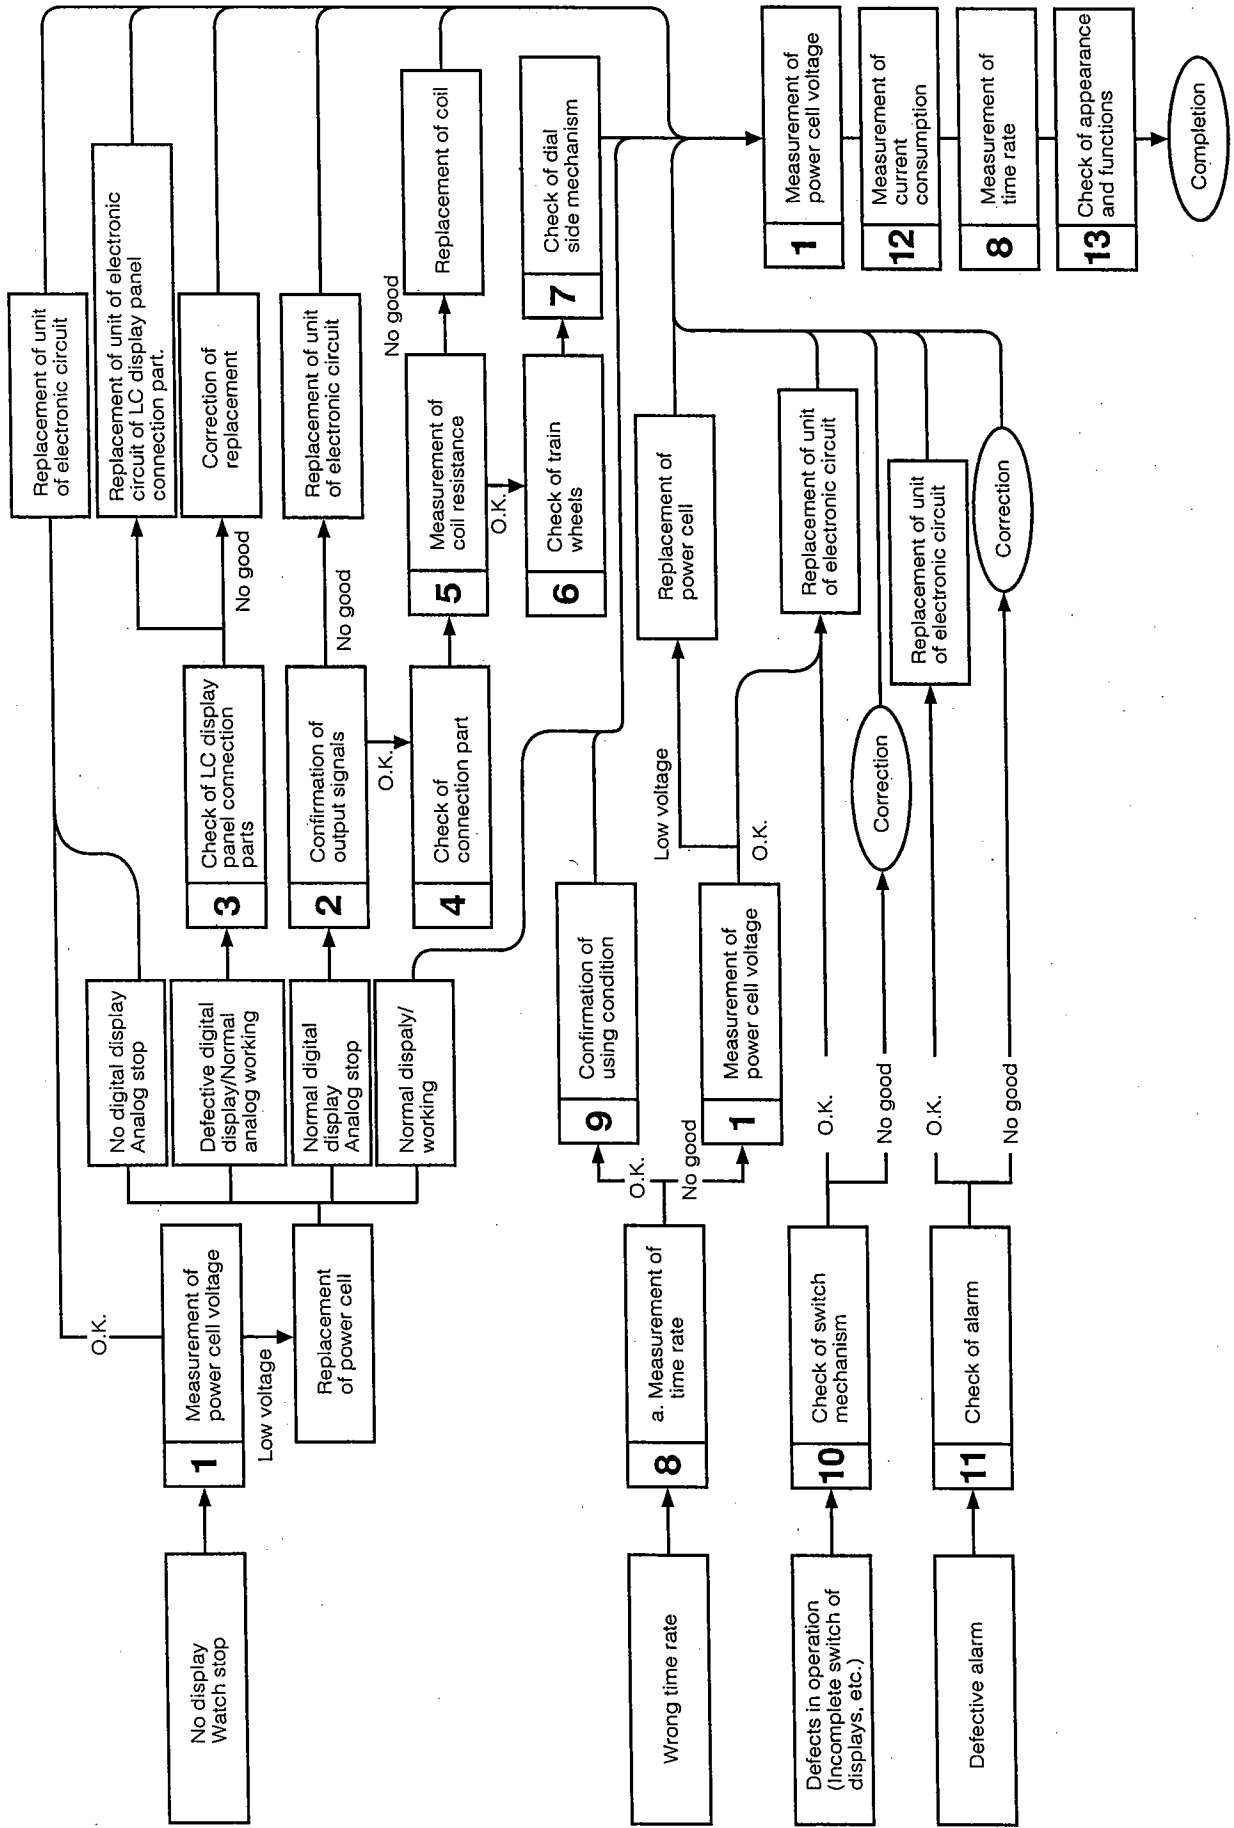 No display
Watch stop
1
Measurement of
power cell voltage
O.K.
Low voltage
Replacement
of power cell
No digital display
Analog stop
Defective digital
display/Normal
analog working
Normal digital
display
Analog stop
Normal dispaly/
working
3
Check of LC display
panel connection
parts
2
Confirmation of
output signals
O.K.
4
Check of
connection part
No good
No good
Replacement of unit
of electronic circuit
Replacement of unit of electronic
circuit of LC display panel
connection part.
Correction of
replacement
Replacement of unit
of electronic circuit
5
Measurement of
coil resistance
No good
Replacement of coil
O.K.
6
Check of train
wheels
7
Check of dial
side mechanism
Wrong time rate
8
a. Measurement of
time rate
O.K.
No good
9
Confirmation of
using condition
1
Measurement of
power cell voltage
Low voltage
O.K.
Replacement of
power cell
Replacement of unit
of electronic circuit
Defects in operation
(Incomplete switch of
displays, etc.)
10
Check of switch
mechanism
O.K.
No good
Correction
Defective alarm
11
Check of alarm
O.K.
No good
Replacement of unit
of electronic circuit
Correction
1
Measurement of
power cell voltage
12
Measurement of
current
consumption
8
Measurement of
time rate
13
Check of appearance
and functions
Completion